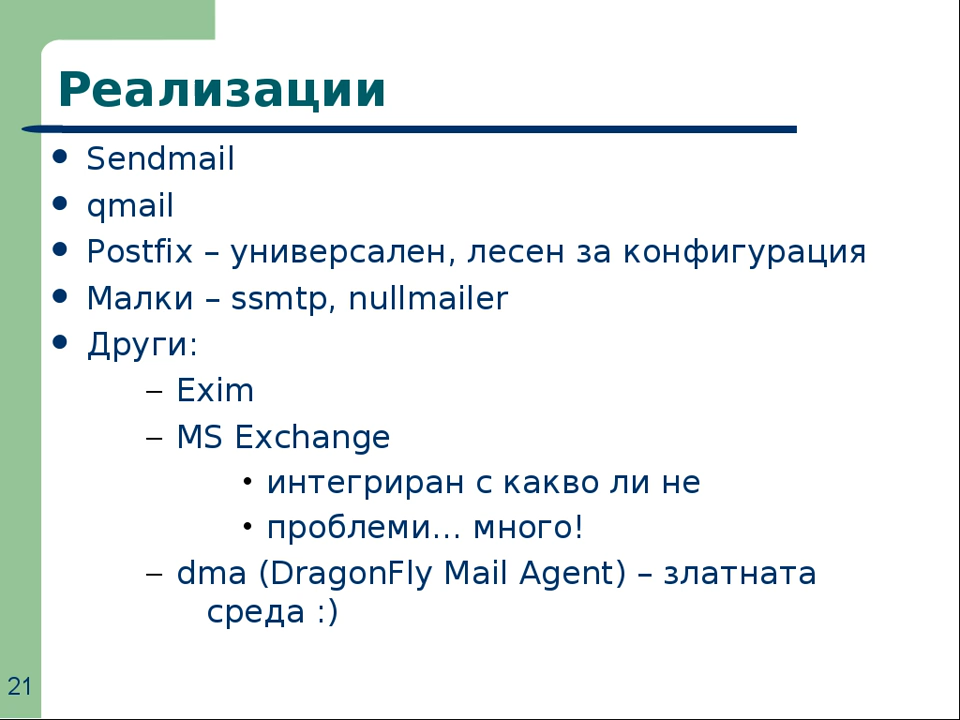 Реализации
Sendmail
qmail
Postfix – универсален, лесен за конфигурация
Малки – ssmtp, nullmailer
Други:
– Exim
– MS Exchange
• интегриран с какво ли не
• проблеми... много!
– dma (DragonFly Mail Agent) – златната
среда :)
21